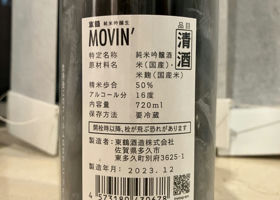 東鶴 純米吟醸生
MOVIN'
品目
清酒
特定名称 純米吟醸酒
原材料名 米(国産)・
米麹(国産米)
精米歩合 50%
アルコール分 16度
内容量 720ml
保存方法 要冷蔵
開栓時以降、栓が飛ぶ恐れがあります
製造者 東鶴酒造株式会社
佐賀県多久市
東多久町別府3625-1
製造年月 2023.12
4573180430678